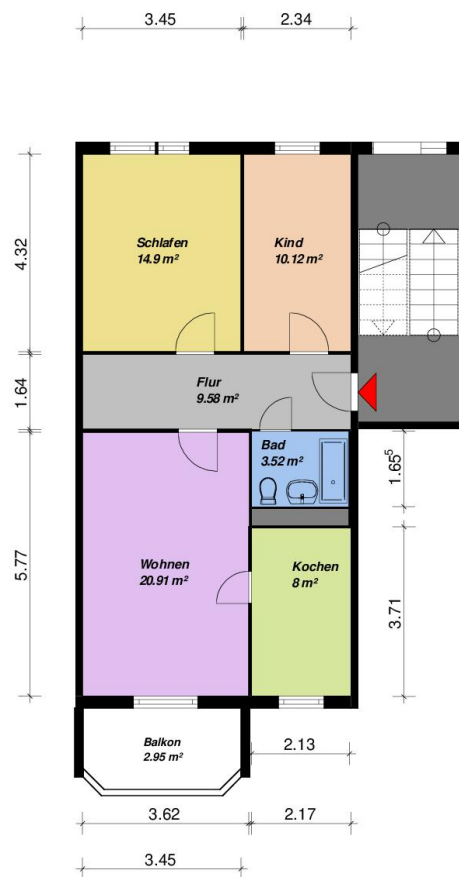 3.45
2.34
4.32
Schlafen
14.9 m²
Kind
10.12 m²
1.64
Flur
9.58 m²
Bad
3.52 m²
1.65⁵
5.77
Wohnen
20.91 m²
Kochen
8 m²
3.71
Balkon
2.95 m²
2.13
3.62
2.17
3.45